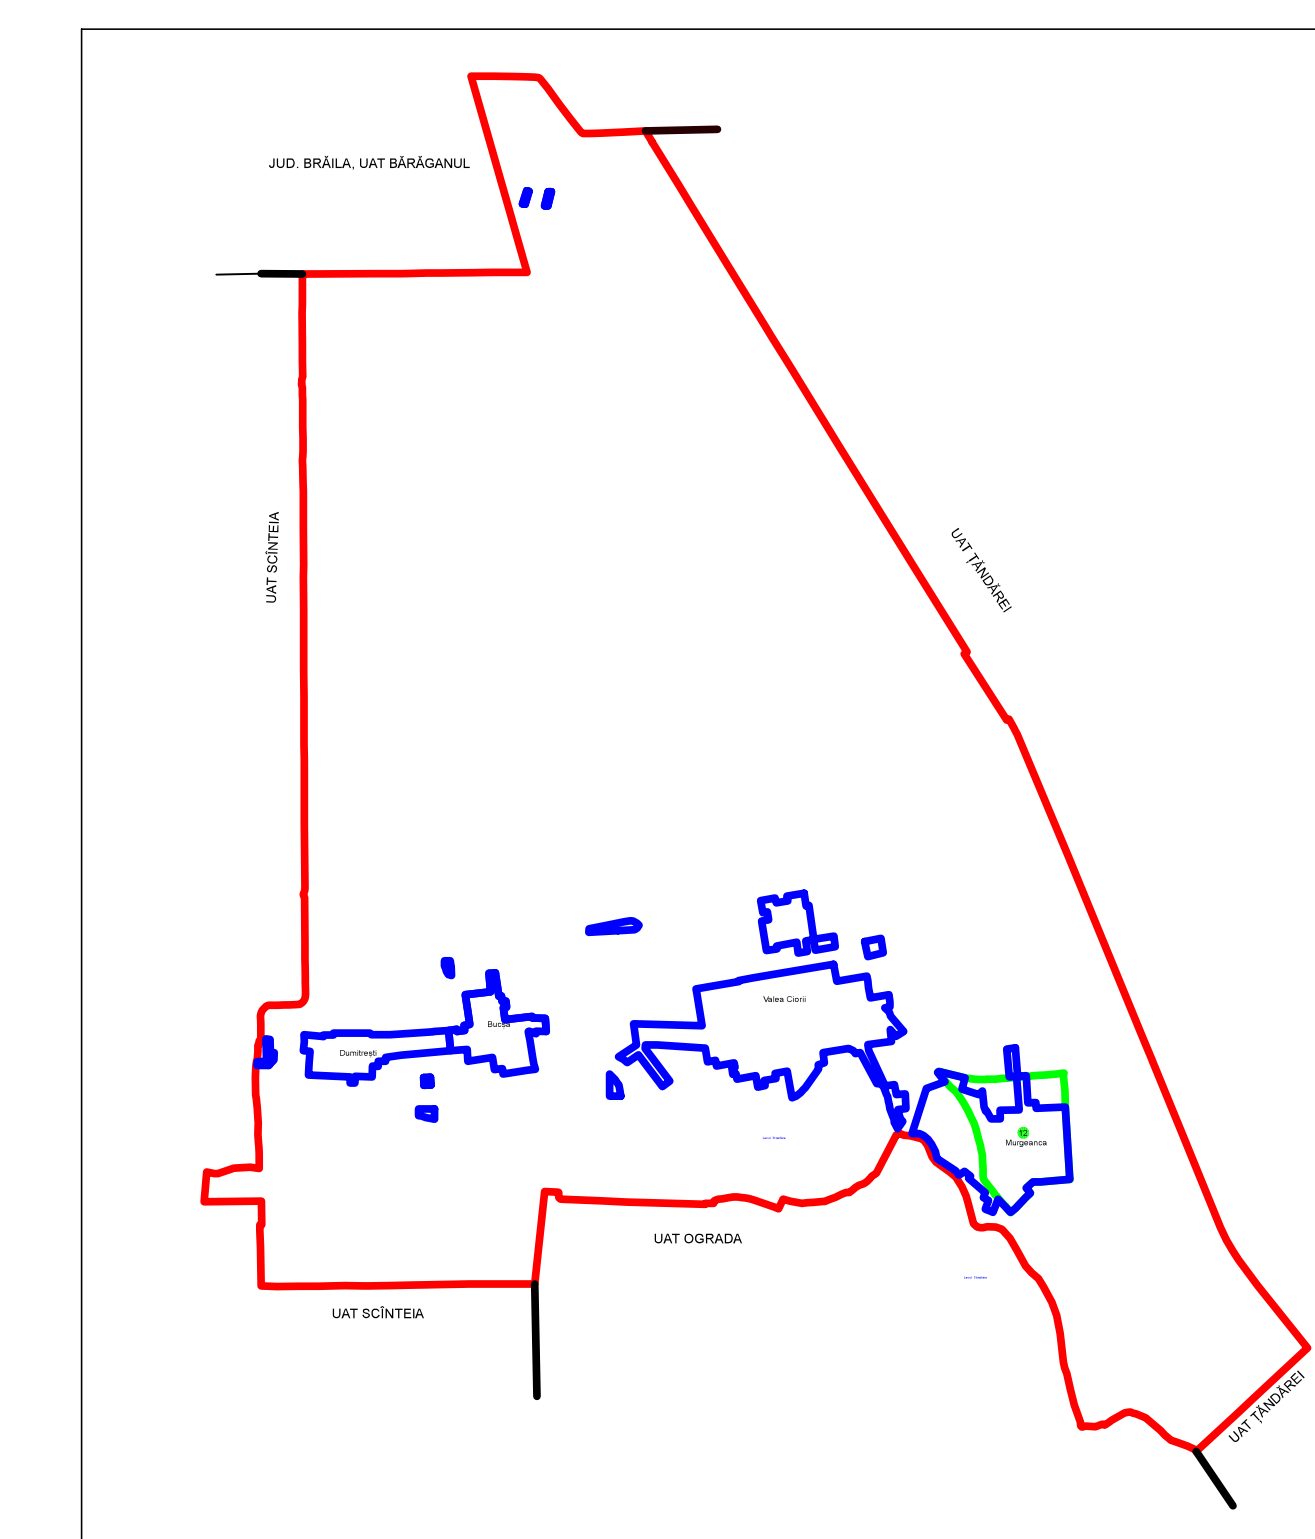 JUD. BRĂILA, UAT BĂRĂGANUL
UAT SCÎNTEIA
UAT ȚĂNDĂREI
Valea Ciorii
Bucșa
Dumitrești
12
Murgeanca
UAT OGRADA
UAT SCÎNTEIA
UAT ȚĂNDĂREI